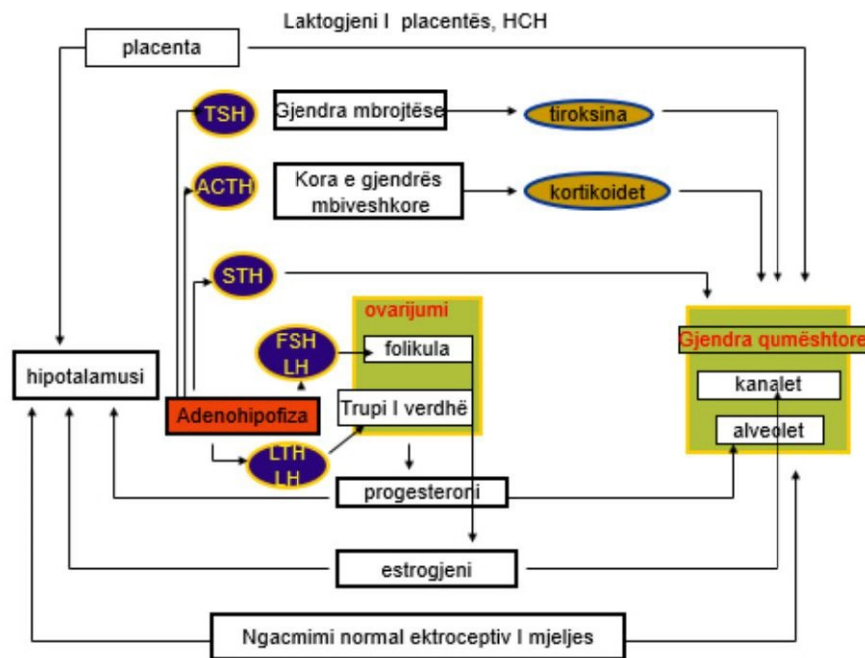 Laktogjeni I placentës, HCH
placenta
TSH
Gjendra mbrojtëse
tiroksina
ACTH
Kora e gjendrës
mbiveshkore
kortikoidet
STH
ovarijumi
FSH
LH
folikula
Gjendra qumështore
hipotalamusi
kanalet
Adenohipofiza
Trupi I verdhë
alveolet
LTH
LH
progesteroni
estrogjeni
Ngacmimi normal ektroceptiv I mjeljes